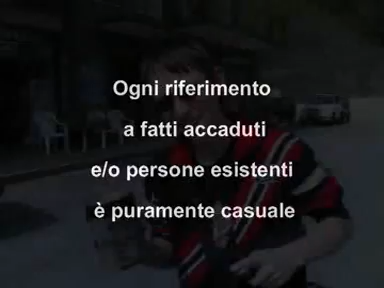 Ogni riferimento
a fatti accaduti
e/o persone esistenti
è puramente casuale